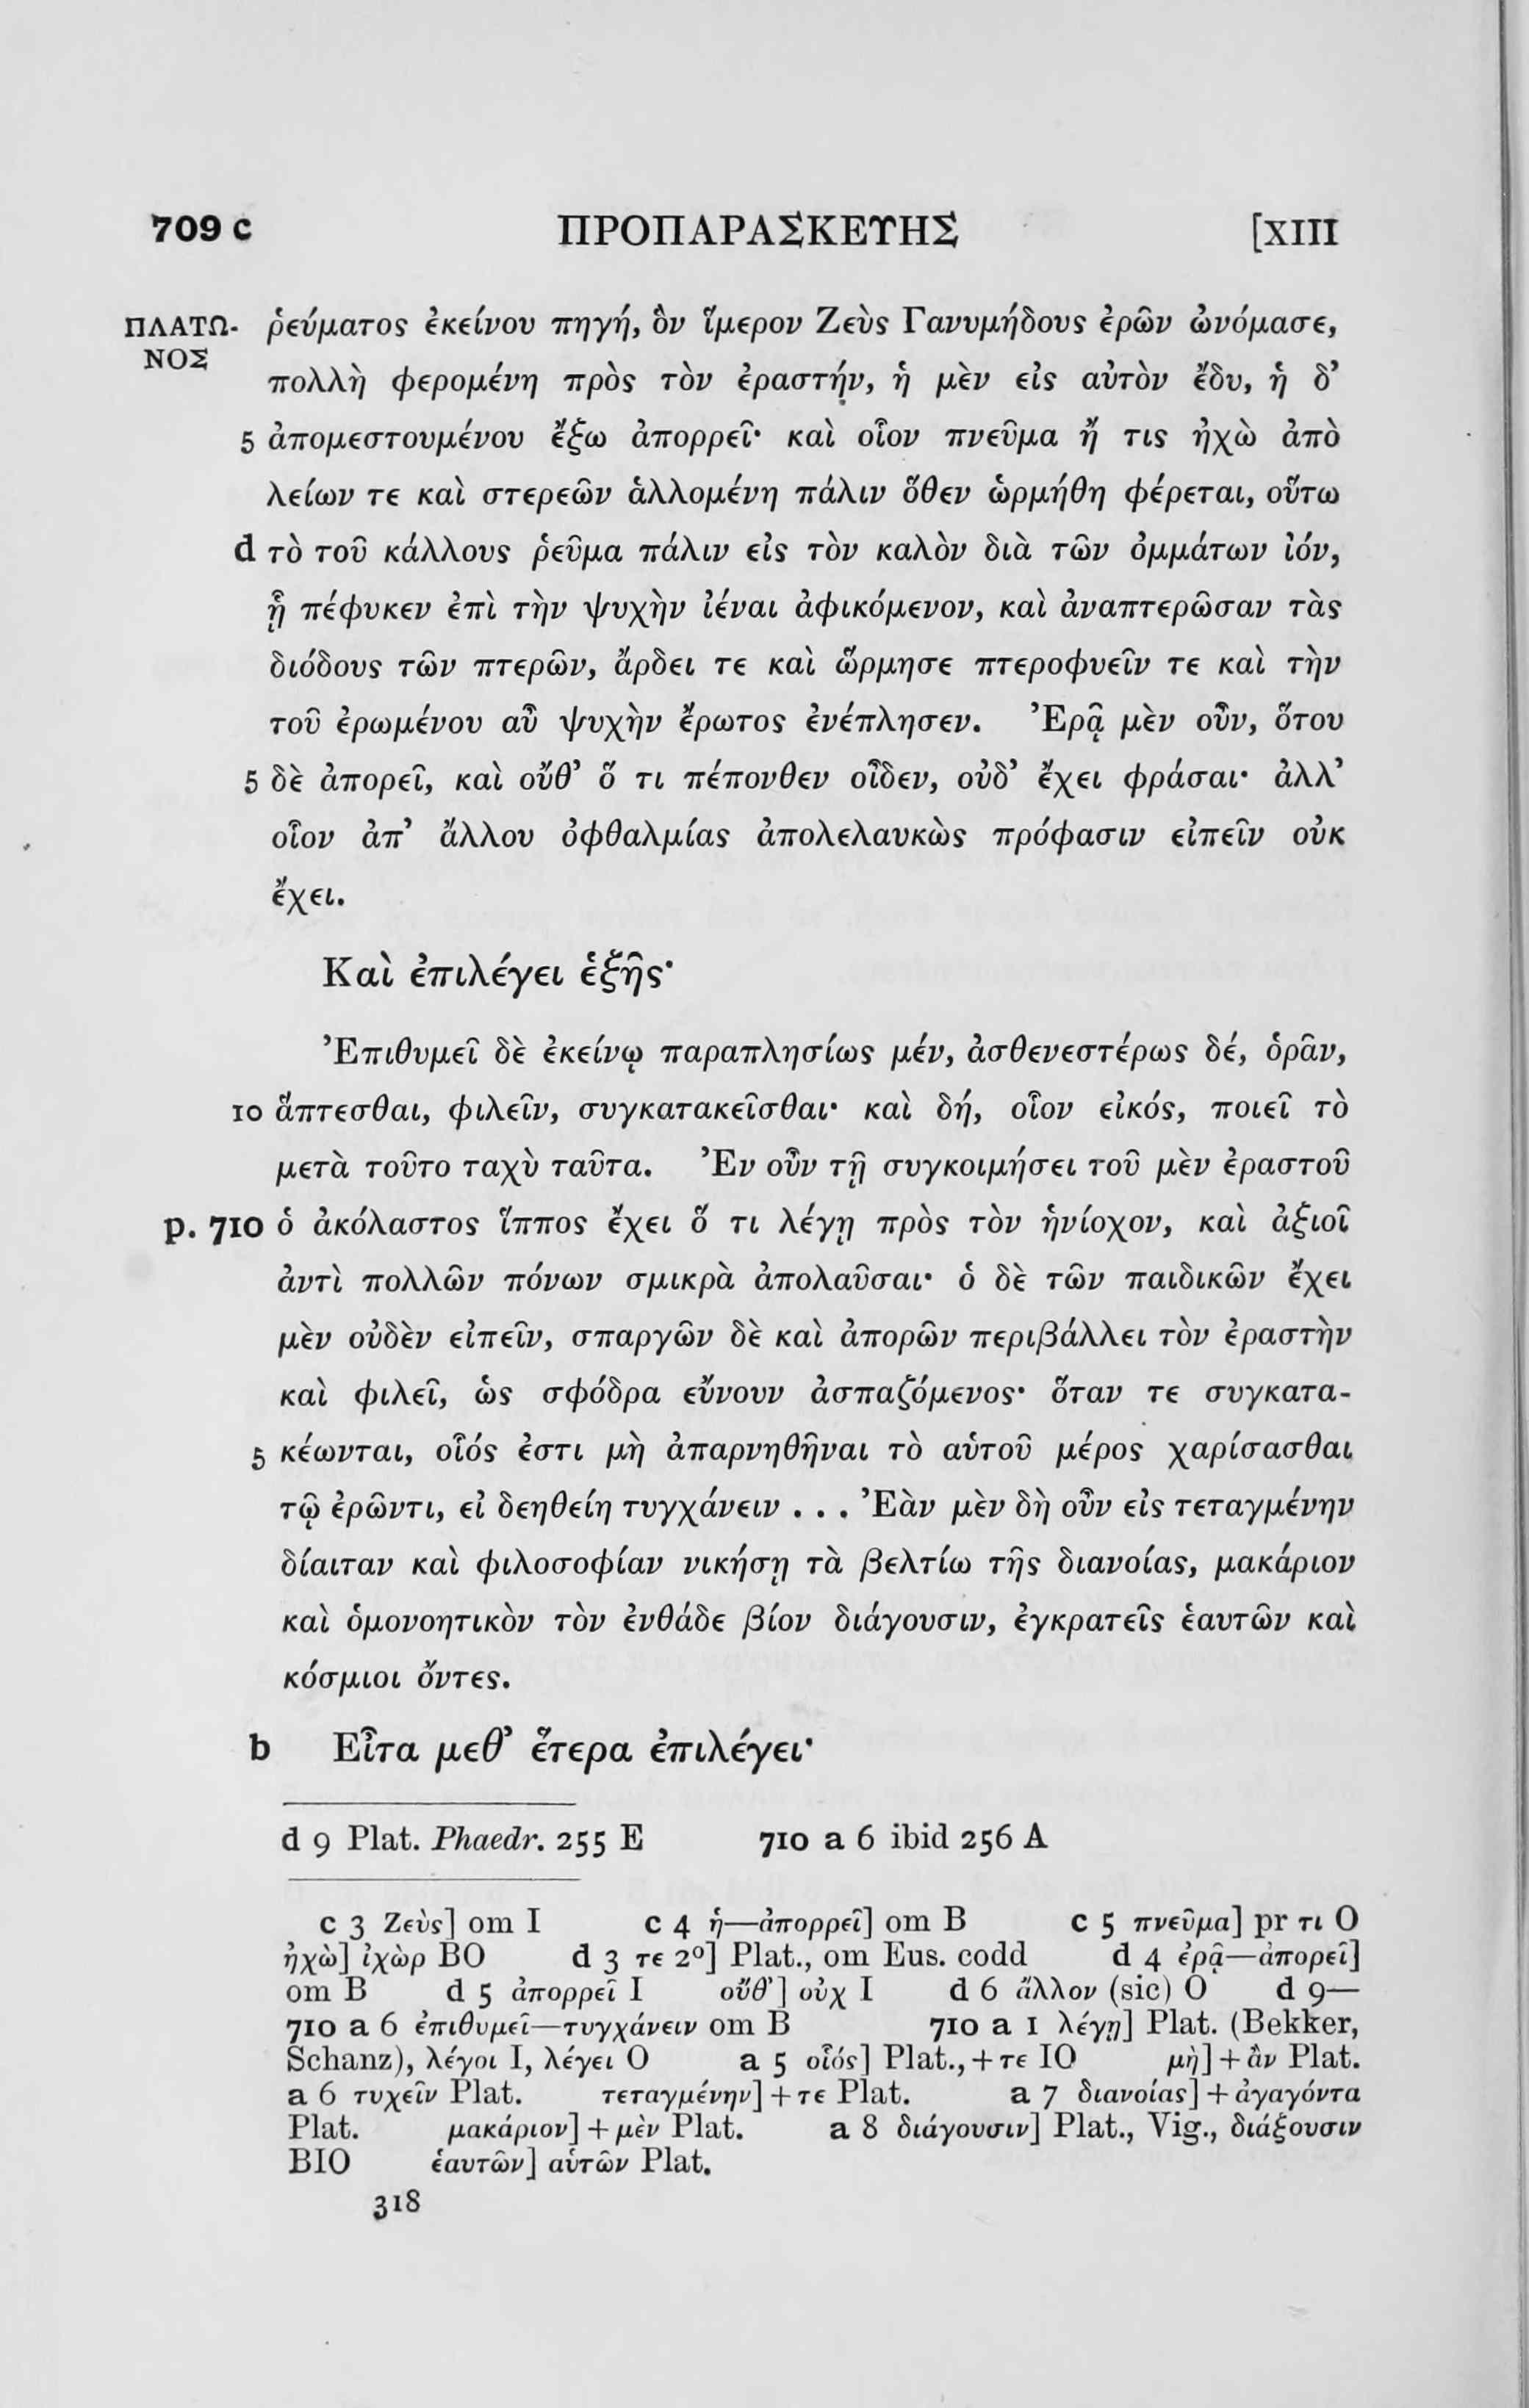 709 c ΠΡΟΠΑΡΑΣΚΕΥΗΣ [XIII
ΠΛΑΤΩ- ῥεύματος ἐκείνου πηγή, ὃν ἵμερον Ζεὺς Γανυμήδους ἐρῶν ὠνόμασε,
ΝΟΣ
πολλὴ φερομένη πρὸς τὸν ἐραστήν, ἡ μὲν εἰς αὐτὸν ἔδυ, ἡ δ’
5 ἀπομεστουμένου ἔξω ἀπορρεῖ· καὶ οἷον πνεῦμα ἤ τις ἠχὼ ἀπὸ
λείων τε καὶ στερεῶν ἁλλομένη πάλιν ὅθεν ὡρμήθη φέρεται, οὕτω
d τὸ τοῦ κάλλους ῥεῦμα πάλιν εἰς τὸν καλὸν διὰ τῶν ὀμμάτων ἰόν,
ᾗ πέφυκεν ἐπὶ τὴν ψυχὴν ἰέναι ἀφικόμενον, καὶ ἀναπτερῶσαν τὰς
διόδους τῶν πτερῶν, ἄρδει τε καὶ ὥρμησε πτεροφυεῖν τε καὶ τὴν
τοῦ ἐρωμένου αὖ ψυχὴν ἔρωτος ἐνέπλησεν. Ἐρᾷ μὲν οὖν, ὅτου
5 δὲ ἀπορεῖ, καὶ οὔθ’ ὅ τι πέπονθεν οἶδεν, οὐδ’ ἔχει φράσαι· ἀλλ’
οἷον ἀπ’ ἄλλου ὀφθαλμίας ἀπολελαυκὼς πρόφασιν εἰπεῖν οὐκ
ἔχει.
Καὶ ἐπιλέγει ἑξῆς·
Ἐπιθυμεῖ δὲ ἐκείνῳ παραπλησίως μέν, ἀσθενεστέρως δέ, ὁρᾶν,
10 ἅπτεσθαι, φιλεῖν, συγκατακεῖσθαι· καὶ δή, οἷον εἰκός, ποιεῖ τὸ
μετὰ τοῦτο ταχὺ ταῦτα. Ἐν οὖν τῇ συγκοιμήσει τοῦ μὲν ἐραστοῦ
p. 710 ὁ ἀκόλαστος ἵππος ἔχει ὅ τι λέγῃ πρὸς τὸν ἡνίοχον, καὶ ἀξιοῖ
ἀντὶ πολλῶν πόνων σμικρὰ ἀπολαῦσαι· ὁ δὲ τῶν παιδικῶν ἔχει
μὲν οὐδὲν εἰπεῖν, σπαργῶν δὲ καὶ ἀπορῶν περιβάλλει τὸν ἐραστὴν
καὶ φιλεῖ, ὡς σφόδρα εὔνουν ἀσπαζόμενος· ὅταν τε συγκατα-
5 κέωνται, οἷός ἐστι μὴ ἀπαρνηθῆναι τὸ αὑτοῦ μέρος χαρίσασθαι
τῷ ἐρῶντι, εἰ δεηθείη τυγχάνειν . . . Ἐὰν μὲν δὴ οὖν εἰς τεταγμένην
δίαιταν καὶ φιλοσοφίαν νικήσῃ τὰ βελτίω τῆς διανοίας, μακάριον
καὶ ὁμονοητικὸν τὸν ἐνθάδε βίον διάγουσιν, ἐγκρατεῖς ἑαυτῶν καὶ
κόσμιοι ὄντες.
b Εἶτα μεθ’ ἕτερα ἐπιλέγει·
d 9 Plat. Phaedr. 255 E 710 a 6 ibid 256 A
c 3 Ζεὺς] om I c 4 ἡ—ἀπορρεῖ] om B c 5 πνεῦμα] pr τι O
ἠχὼ] ἰχὼρ BO d 3 τε 2º] Plat., om Eus. codd d 4 ἐρᾷ—ἀπορεῖ]
om B d 5 ἀπορρεῖ I οὔθ’] οὐχ I d 6 ἄλλον (sic) O d 9—
710 a 6 ἐπιθυμεῖ—τυγχάνειν om B 710 a 1 λέγῃ] Plat. (Bekker,
Schanz), λέγοι I, λέγει O a 5 οἷός] Plat., + τε IO μὴ] + ἂν Plat.
a 6 τυχεῖν Plat. τεταγμένην] + τε Plat. a 7 διανοίας] + ἀγαγόντα
Plat. μακάριον] + μὲν Plat. a 8 διάγουσιν] Plat., Vig., διάξουσιν
BIO ἑαυτῶν] αὑτῶν Plat.
318